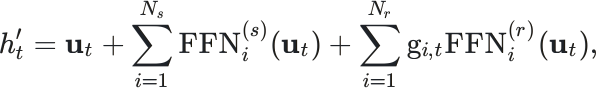 h′_t = 𝐮_t + ∑_{i=1}^{N_s} FFN_i^{(s)}(𝐮_t) + ∑_{i=1}^{N_r} g_{i,t}FFN_i^{(r)}(𝐮_t),